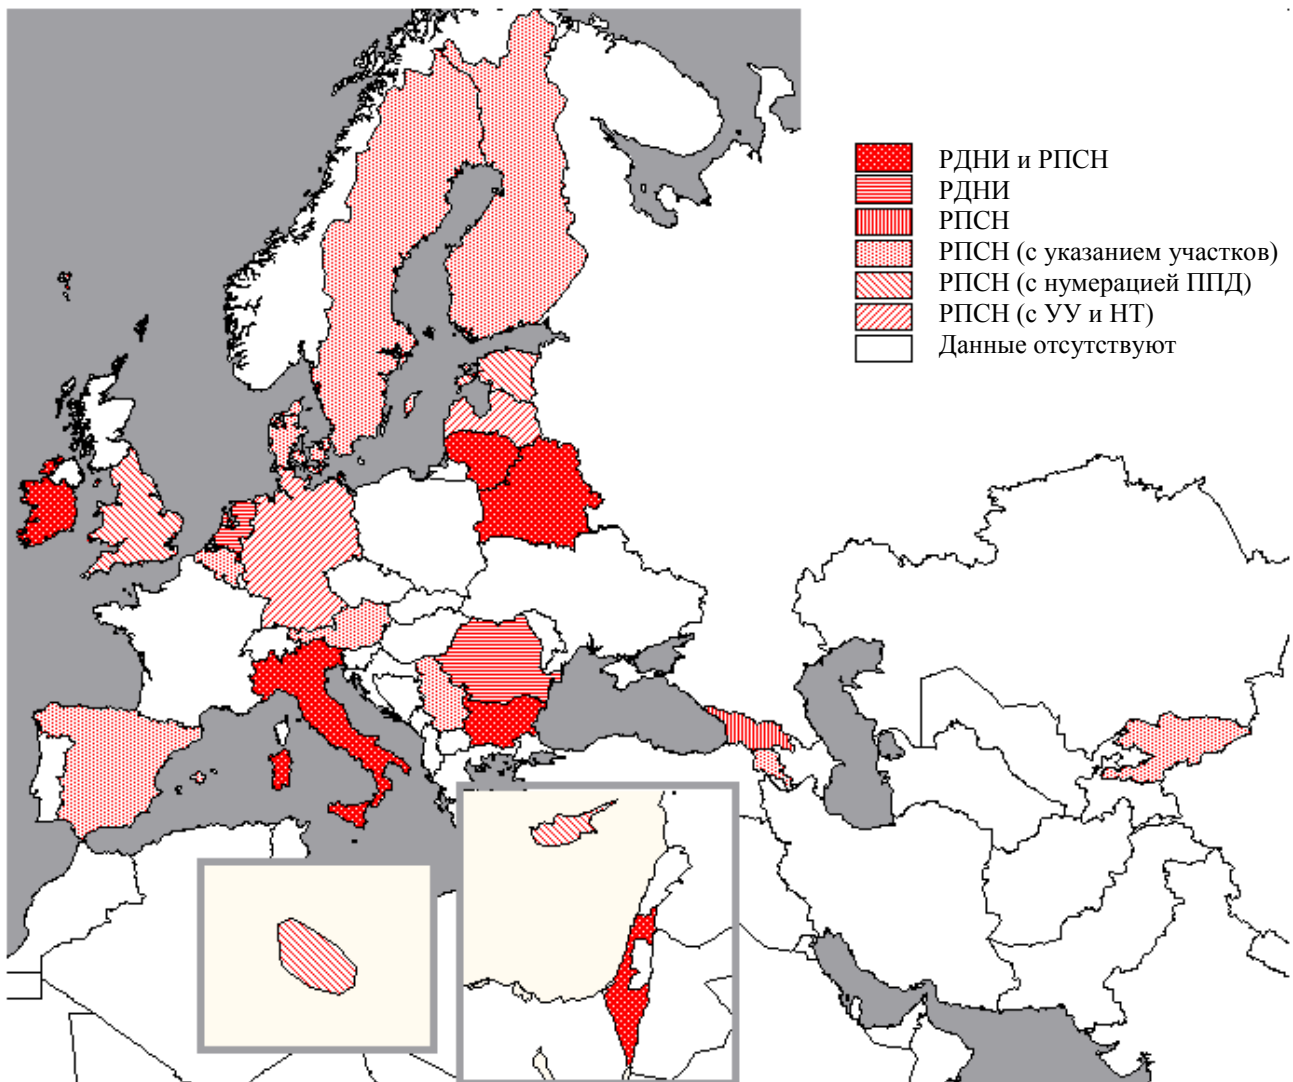 РДНИ и РПСН
РДНИ
РПСН
РПСН (с указанием участков)
РПСН (с нумерацией ППД)
РПСН (с УУ и НТ)
Данные отсутствуют